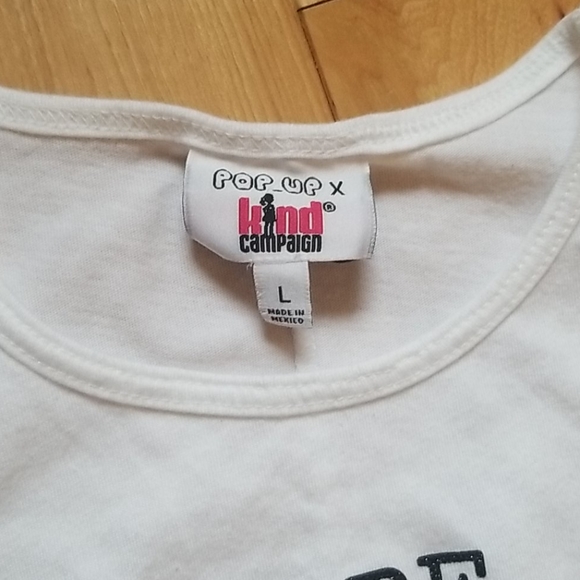 POP_UP X
kind®
CAMPAIGN
L
MADE IN
MEXICO